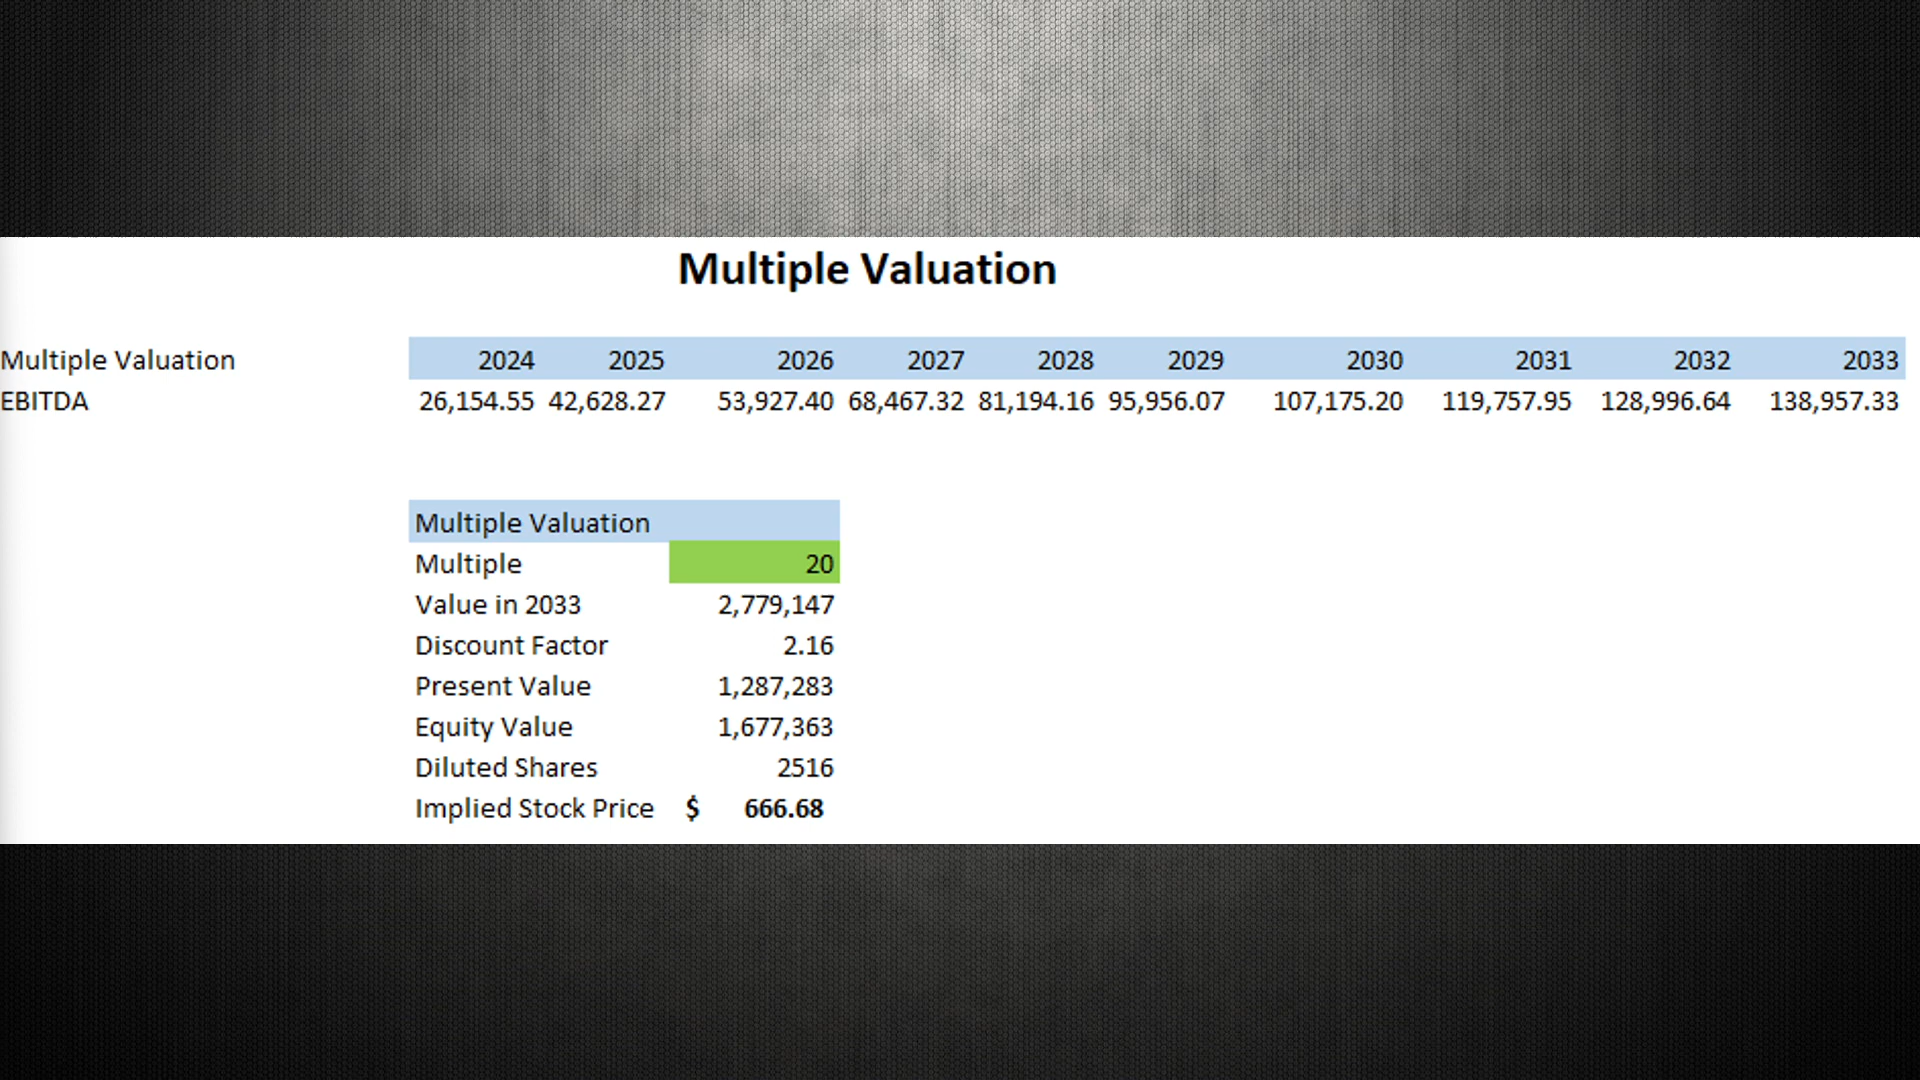 Multiple Valuation
Multiple Valuation 2024 2025 2026 2027 2028 2029 2030 2031 2032 2033
EBITDA 26,154.55 42,628.27 53,927.40 68,467.32 81,194.16 95,956.07 107,175.20 119,757.95 128,996.64 138,957.33
Multiple Valuation
Multiple 20
Value in 2033 2,779,147
Discount Factor 2.16
Present Value 1,287,283
Equity Value 1,677,363
Diluted Shares 2516
Implied Stock Price $ 666.68